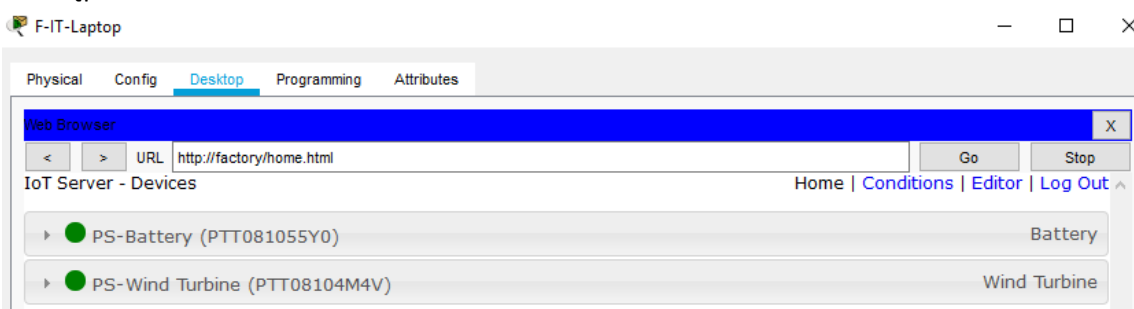 F-IT-Laptop
Physical Config Desktop Programming Attributes
Web Browser X
< > URL http://factory/home.html Go Stop
IoT Server - Devices Home | Conditions | Editor | Log Out
PS-Battery (PTT081055Y0) Battery
PS-Wind Turbine (PTT08104M4V) Wind Turbine